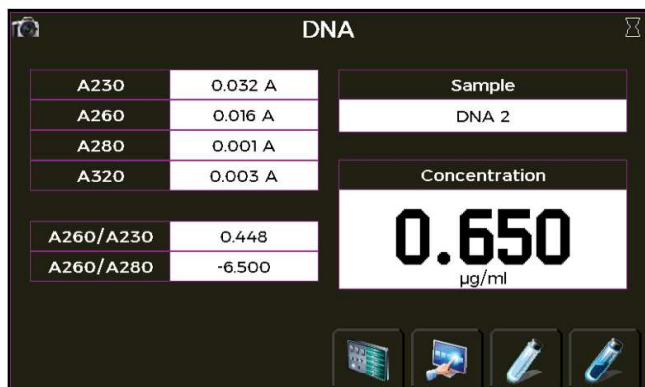 DNA
A230 0.032 A
A260 0.016 A
A280 0.001 A
A320 0.003 A
A260/A230 0.448
A260/A280 -6.500
Sample
DNA 2
Concentration
0.650
µg/ml